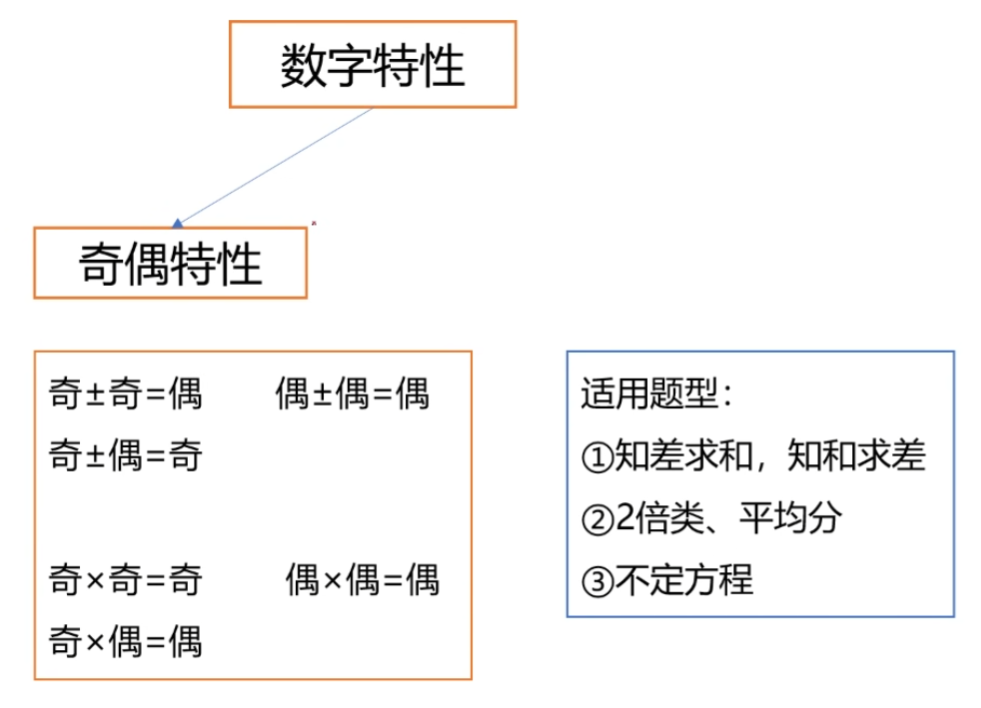 数字特性
奇偶特性
奇±奇=偶 偶±偶=偶
奇±偶=奇
奇×奇=奇 偶×偶=偶
奇×偶=偶
适用题型：
①知差求和，知和求差
②2倍类、平均分
③不定方程